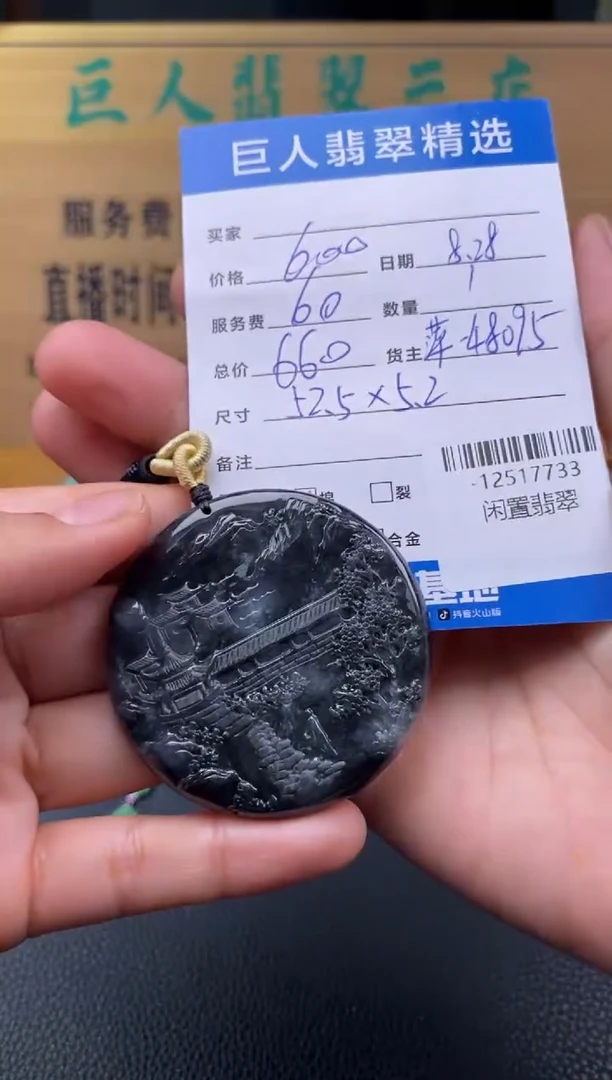 巨人翡翠三店
服务费
直播时间
巨人翡翠精选
买家
价格 600 日期 8.28
服务费 60 数量 1
总价 660 货主 萍-48095
尺寸 52.5×5.2
备注
裂
合金
-12517733
闲置翡翠
基地
抖音火山版